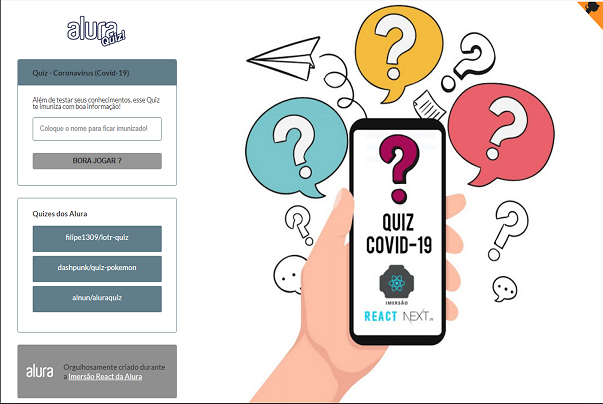 alura
Quiz!
Quiz - Coronavírus (Covid-19)
Além de testar seus conhecimentos, esse Quiz
te imuniza com boa informação!
Coloque o nome para ficar imunizado!
BORA JOGAR ?
Quizes dos Alura
filipe1309/lotr-quiz
dashpunk/quiz-pokemon
alnun/aluraquiz
alura
Orgulhosamente criado durante
a Imersão React da Alura
QUIZ
COVID-19
IMERSÃO
REACT NEXT.JS